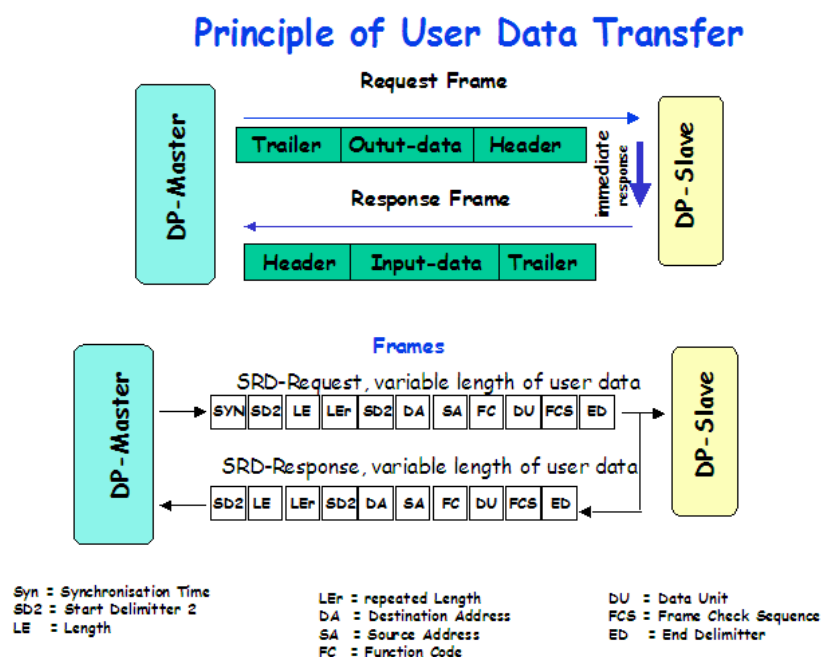 Principle of User Data Transfer
DP-Master
Request Frame
Trailer Outut-data Header
immediate
response
DP-Slave
Response Frame
Header Input-data Trailer
Frames
DP-Master
SRD-Request, variable length of user data
SYN SD2 LE LEr SD2 DA SA FC DU FCS ED
DP-Slave
SRD-Response, variable length of user data
SD2 LE LEr SD2 DA SA FC DU FCS ED
Syn = Synchronisation Time
SD2 = Start Delimitter 2
LE = Length
LEr = repeated Length
DA = Destination Address
SA = Source Address
FC = Function Code
DU = Data Unit
FCS = Frame Check Sequence
ED = End Delimitter